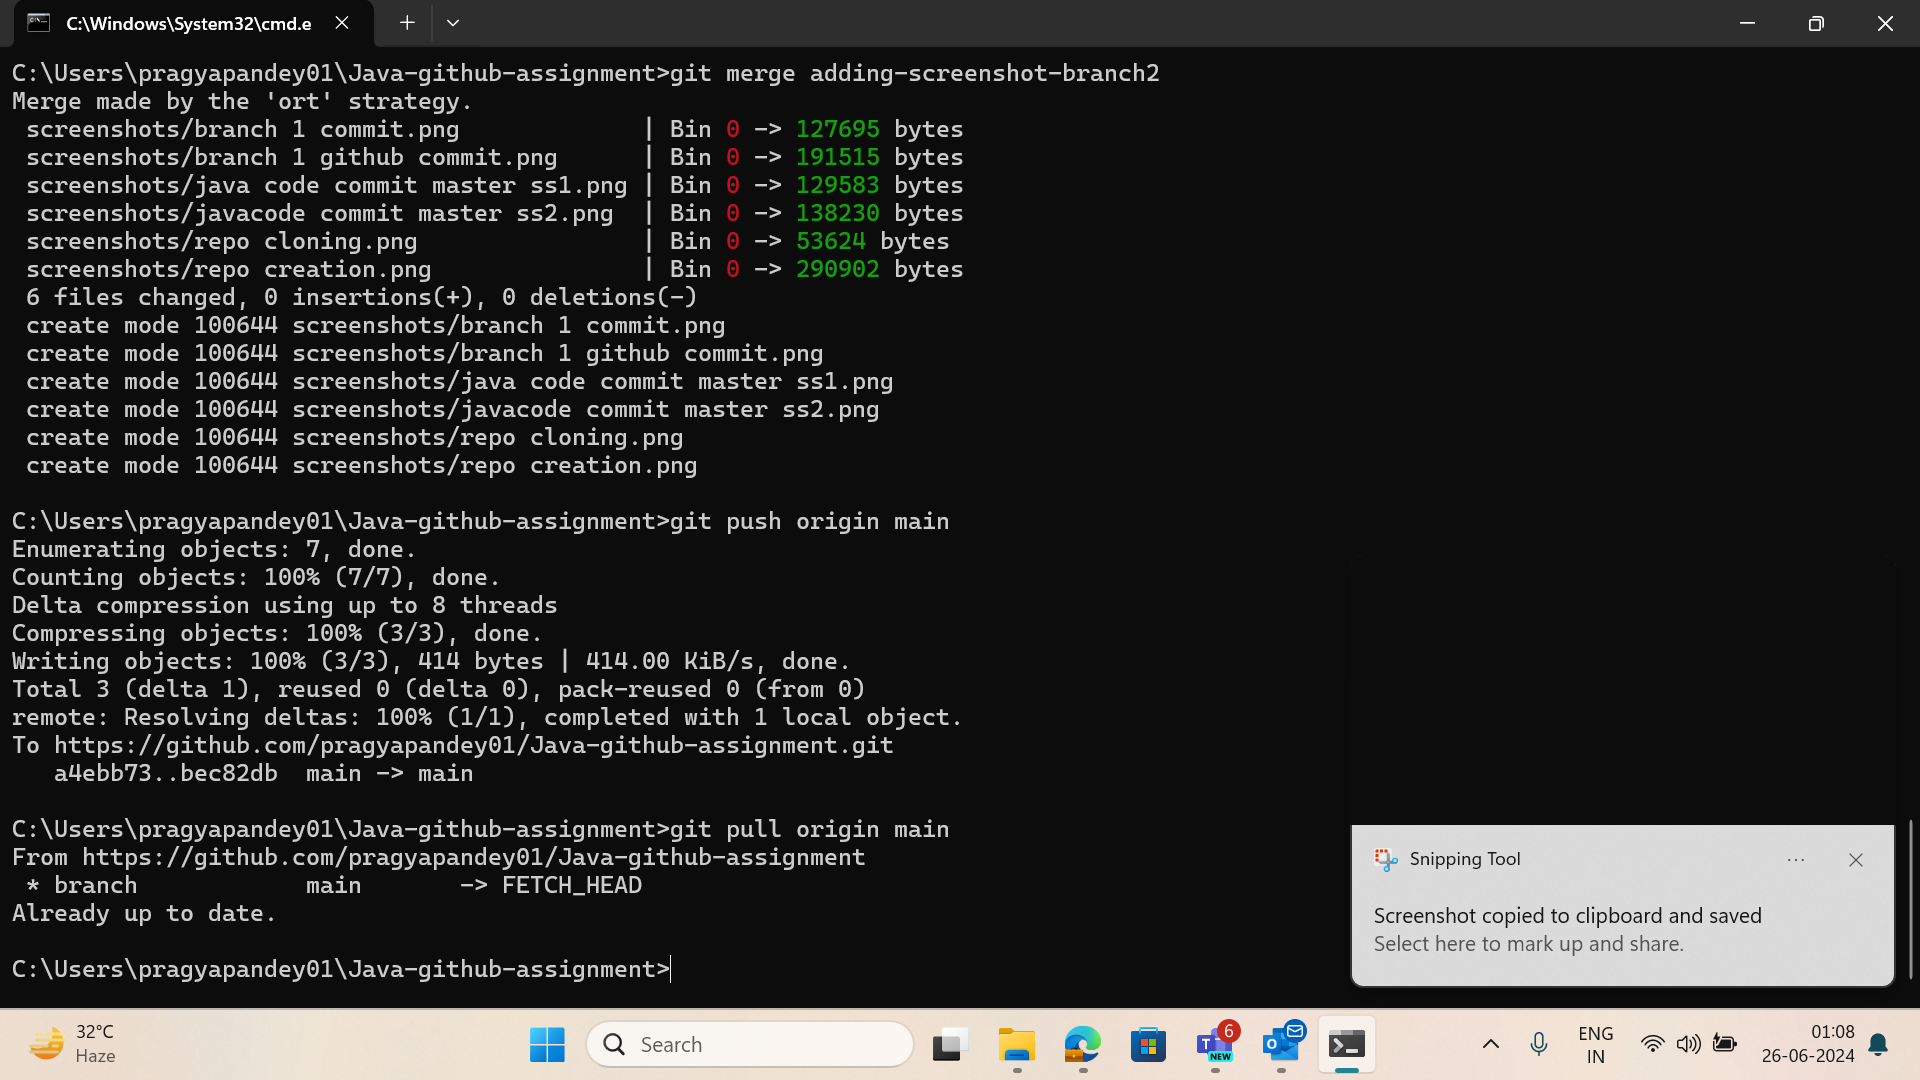 C:\Windows\System32\cmd.e
C:\Users\pragyapandey01\Java-github-assignment>git merge adding-screenshot-branch2
Merge made by the 'ort' strategy.
 screenshots/branch 1 commit.png             | Bin 0 -> 127695 bytes
 screenshots/branch 1 github commit.png      | Bin 0 -> 191515 bytes
 screenshots/java code commit master ss1.png | Bin 0 -> 129583 bytes
 screenshots/javacode commit master ss2.png  | Bin 0 -> 138230 bytes
 screenshots/repo cloning.png                | Bin 0 -> 53624 bytes
 screenshots/repo creation.png               | Bin 0 -> 290902 bytes
 6 files changed, 0 insertions(+), 0 deletions(-)
 create mode 100644 screenshots/branch 1 commit.png
 create mode 100644 screenshots/branch 1 github commit.png
 create mode 100644 screenshots/java code commit master ss1.png
 create mode 100644 screenshots/javacode commit master ss2.png
 create mode 100644 screenshots/repo cloning.png
 create mode 100644 screenshots/repo creation.png
C:\Users\pragyapandey01\Java-github-assignment>git push origin main
Enumerating objects: 7, done.
Counting objects: 100% (7/7), done.
Delta compression using up to 8 threads
Compressing objects: 100% (3/3), done.
Writing objects: 100% (3/3), 414 bytes | 414.00 KiB/s, done.
Total 3 (delta 1), reused 0 (delta 0), pack-reused 0 (from 0)
remote: Resolving deltas: 100% (1/1), completed with 1 local object.
To https://github.com/pragyapandey01/Java-github-assignment.git
   a4ebb73..bec82db  main -> main
C:\Users\pragyapandey01\Java-github-assignment>git pull origin main
From https://github.com/pragyapandey01/Java-github-assignment
 * branch            main       -> FETCH_HEAD
Already up to date.
C:\Users\pragyapandey01\Java-github-assignment>
Snipping Tool
Screenshot copied to clipboard and saved
Select here to mark up and share.
32°C
Haze
Search
6
T
NEW
O
ENG
IN
01:08
26-06-2024